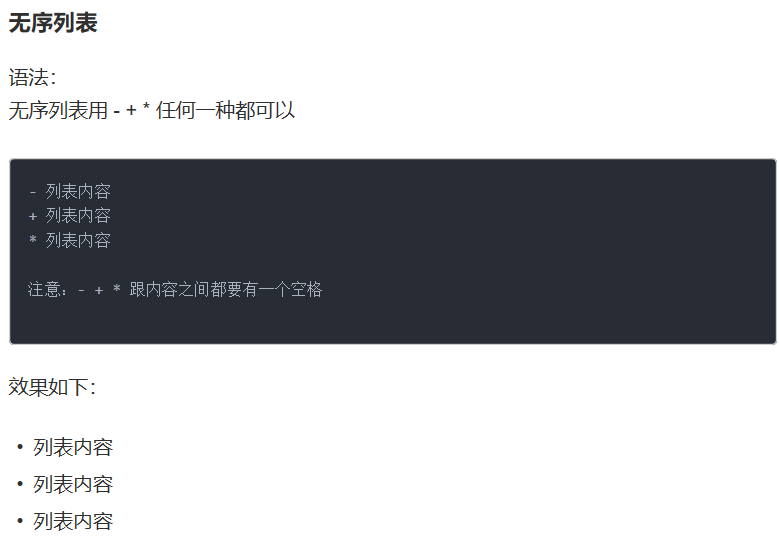 无序列表
语法：
无序列表用 - + * 任何一种都可以
- 列表内容
+ 列表内容
* 列表内容
注意：- + * 跟内容之间都要有一个空格
效果如下：
• 列表内容
• 列表内容
• 列表内容